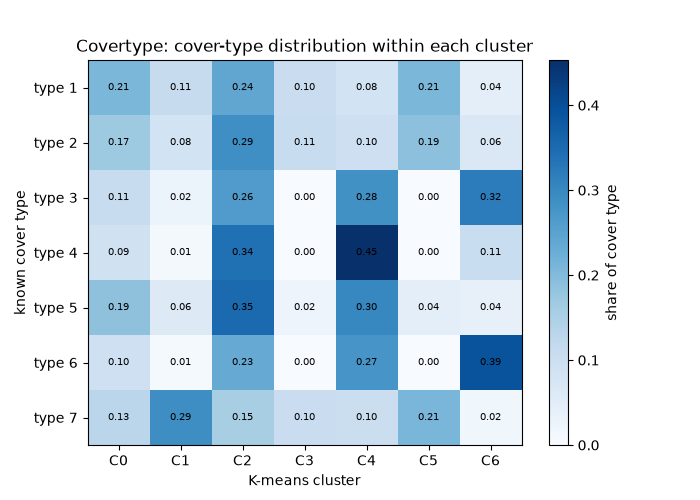 Covertype: cover-type distribution within each cluster
type 1 0.21 0.11 0.24 0.10 0.08 0.21 0.04
type 2 0.17 0.08 0.29 0.11 0.10 0.19 0.06
type 3 0.11 0.02 0.26 0.00 0.28 0.00 0.32
type 4 0.09 0.01 0.34 0.00 0.45 0.00 0.11
type 5 0.19 0.06 0.35 0.02 0.30 0.04 0.04
type 6 0.10 0.01 0.23 0.00 0.27 0.00 0.39
type 7 0.13 0.29 0.15 0.10 0.10 0.21 0.02
C0 C1 C2 C3 C4 C5 C6
K-means cluster
known cover type
0.4
0.3
0.2
0.1
0.0
share of cover type